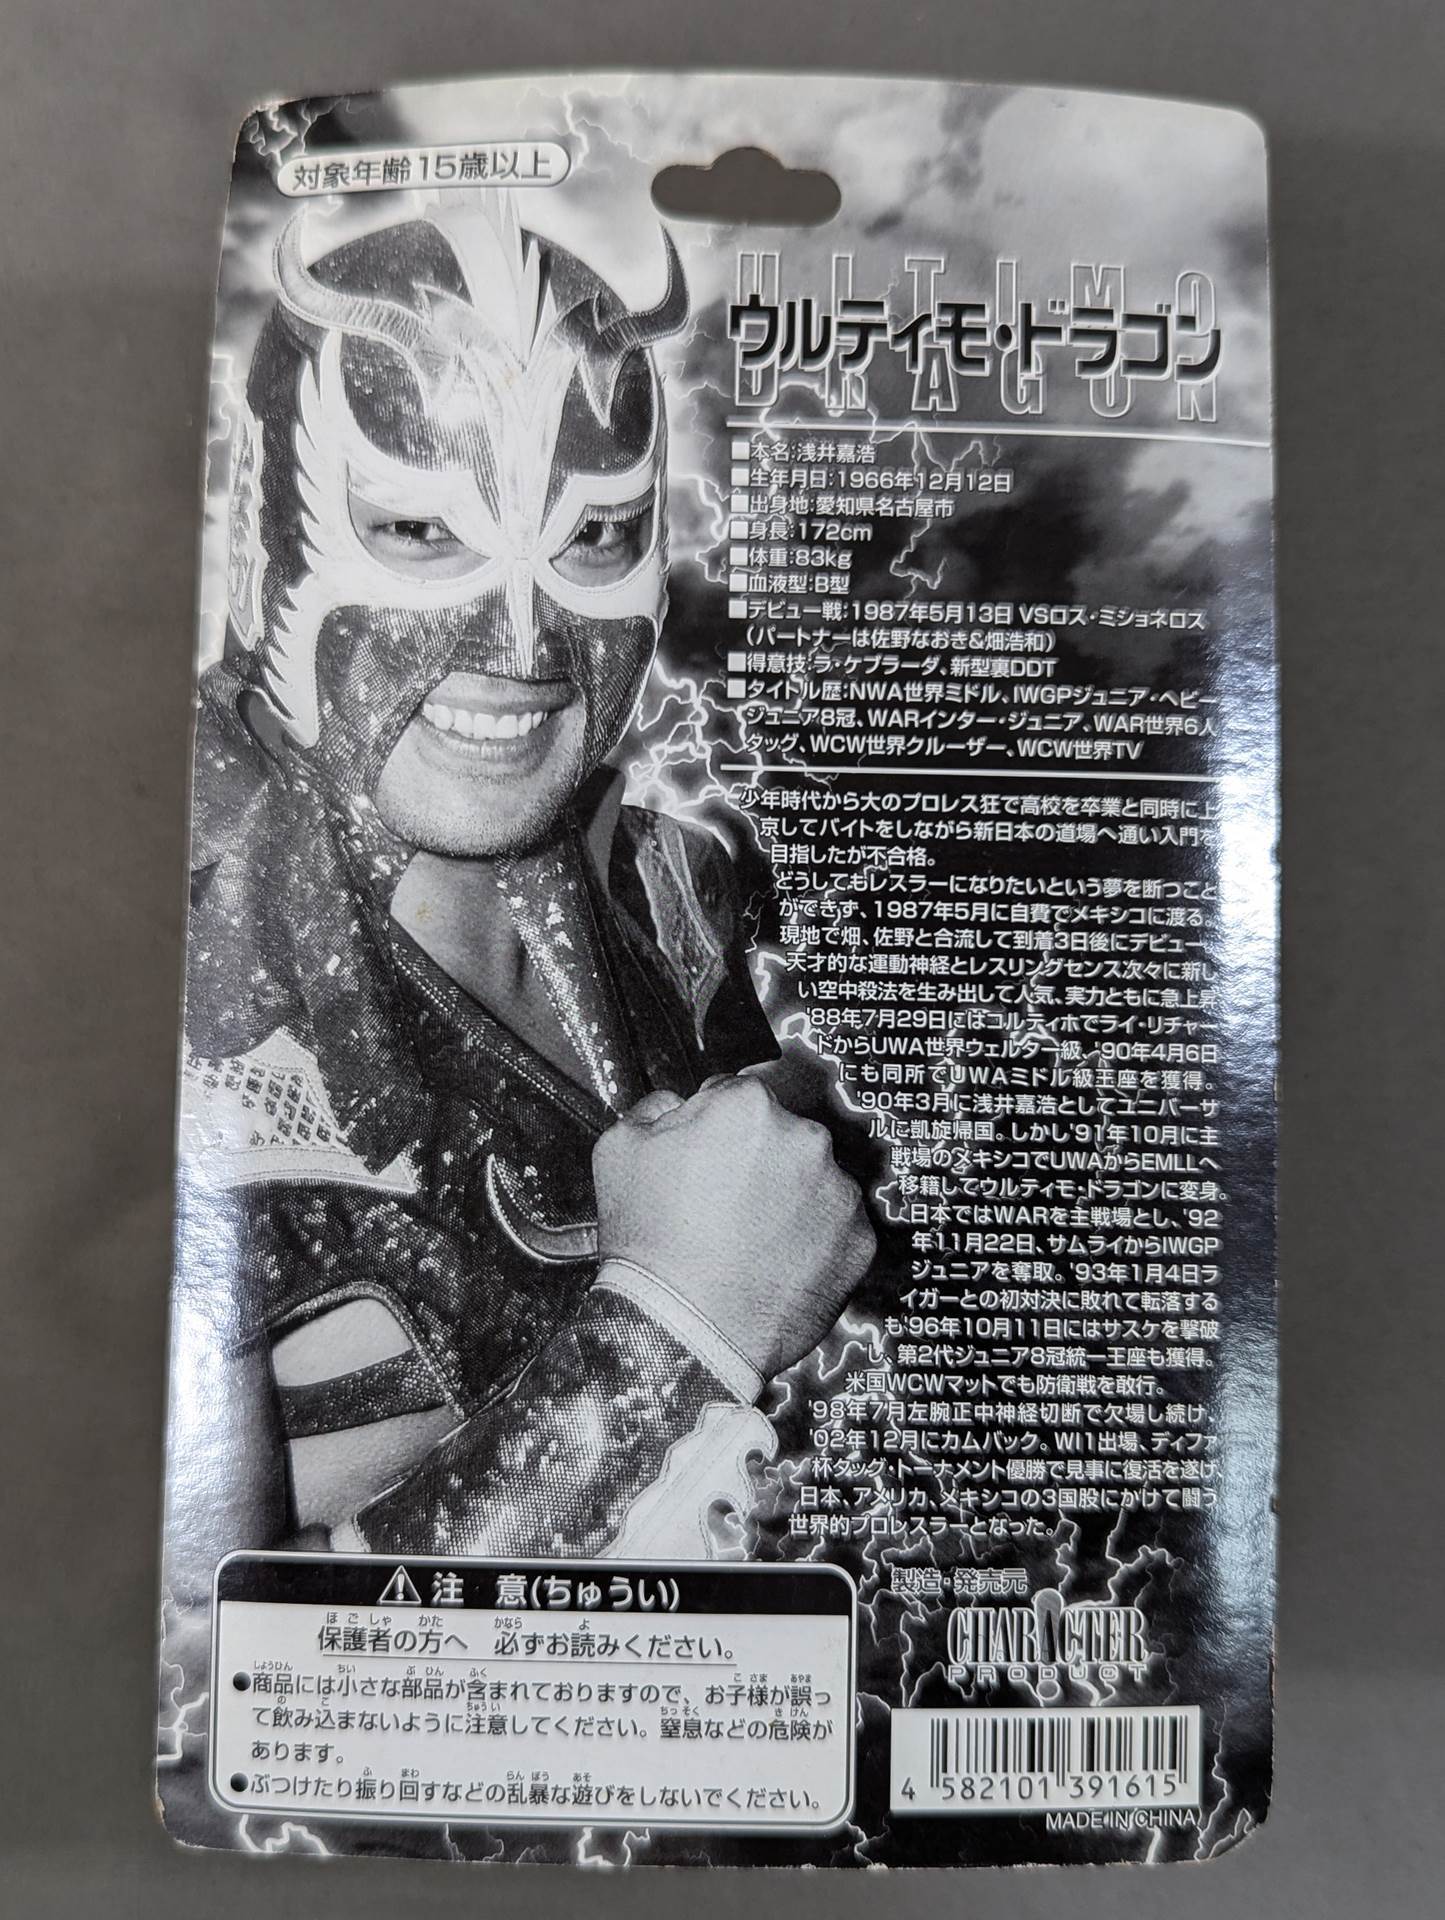 対象年齢15歳以上
ULTIMO
ウルティモ・ドラゴン
DRAGON
■本名:浅井嘉浩
■生年月日:1966年12月12日
■出身地:愛知県名古屋市
■身長:172cm
■体重:83kg
■血液型:B型
■デビュー戦:1987年5月13日 VSロス・ミショネロス
(パートナーは佐野なおき&畑浩和)
■得意技:ラ・ケブラーダ、新型裏DDT
■タイトル歴:NWA世界ミドル、IWGPジュニア・ヘビー、
ジュニア8冠、WARインター・ジュニア、WAR世界6人
タッグ、WCW世界クルーザー、WCW世界TV
少年時代から大のプロレス狂で高校を卒業と同時に上
京してバイトをしながら新日本の道場へ通い入門を
目指したが不合格。
どうしてもレスラーになりたいという夢を断つこと
ができず、1987年5月に自費でメキシコに渡る。
現地で畑、佐野と合流して到着3日後にデビュー。
天才的な運動神経とレスリングセンス次々に新し
い空中殺法を生み出して人気、実力ともに急上昇
'88年7月29日にはコルティホでライ・リチャー
ドからUWA世界ウェルター級、'90年4月6日
にも同所でUWAミドル級王座を獲得。
'90年3月に浅井嘉浩としてユニバーサ
ルに凱旋帰国。しかし'91年10月に主
戦場のメキシコでUWAからEMLLへ
移籍してウルティモ・ドラゴンに変身。
日本ではWARを主戦場とし、'92
年11月22日、サムライからIWGP
ジュニアを奪取。'93年1月4日ラ
イガーとの初対決に敗れて転落する
も'96年10月11日にはサスケを撃破
し、第2代ジュニア8冠統一王座も獲得。
米国WCWマットでも防衛戦を敢行。
'98年7月左腕正中神経切断で欠場し続け、
'02年12月にカムバック。WI1出場、ディファ
杯タッグ・トーナメント優勝で見事に復活を遂げ、
日本、アメリカ、メキシコの3国股にかけて闘う
世界的プロレスラーとなった。
注 意(ちゅうい)
保護者の方へ 必ずお読みください。
●商品には小さな部品が含まれておりますので、お子様が誤っ
て飲み込まないように注意してください。窒息などの危険が
あります。
●ぶつけたり振り回すなどの乱暴な遊びをしないでください。
製造・発売元
CHARACTER
PRODUCT
4 582101 391615
MADE IN CHINA